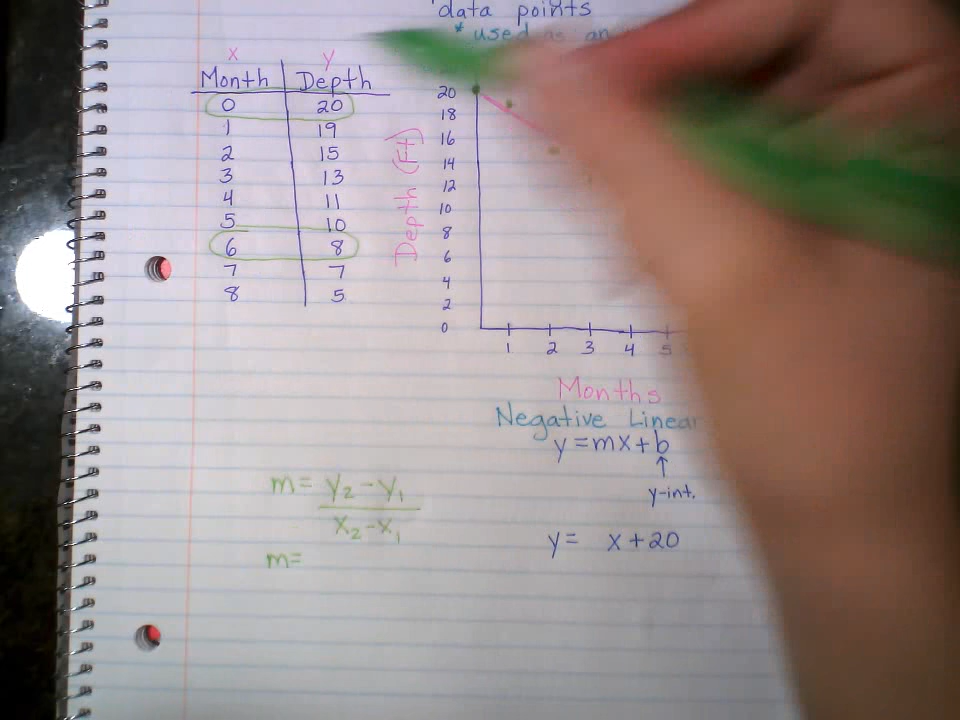 data points
* used as an
x y
Month Depth
0 20
1 19
2 15
3 13
4 11
5 10
6 8
7 7
8 5
Depth (Ft)
20
18
16
14
12
10
8
6
4
2
0
1 2 3 4 5
Months
Negative Linear
y = mx + b
y-int.
m = y₂ - y₁
x₂ - x₁
y = x + 20
m =